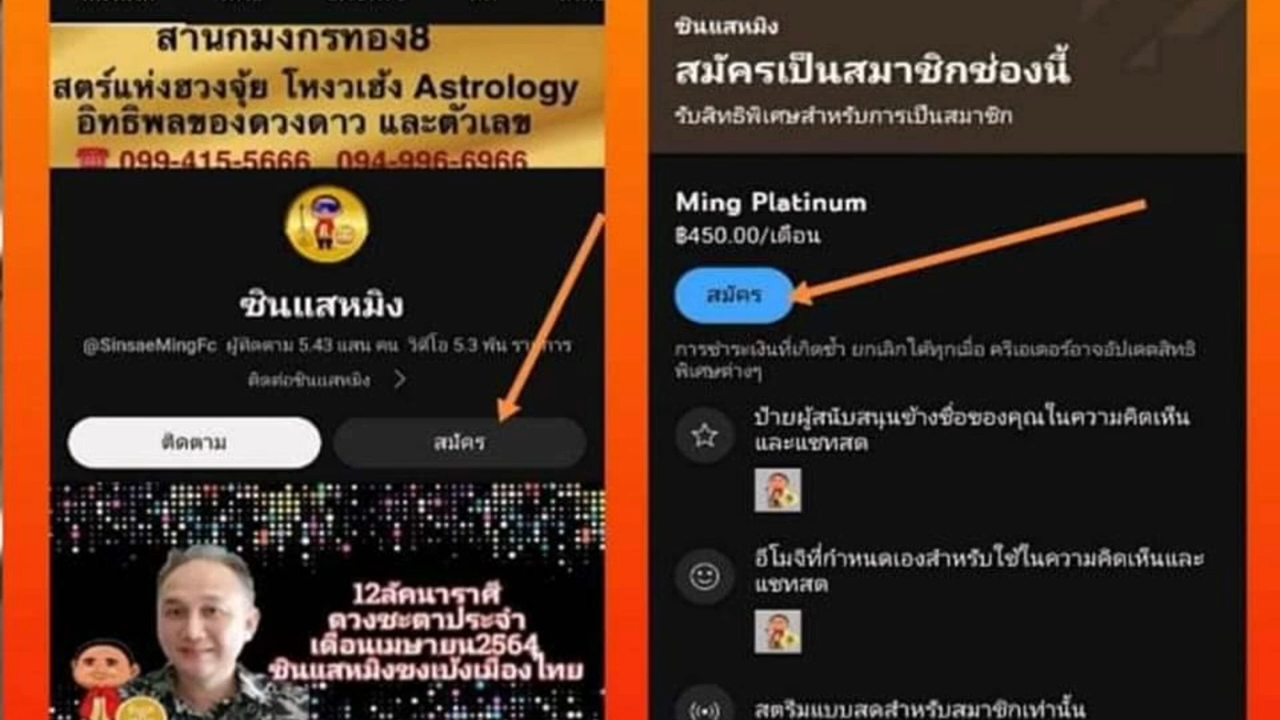 สำนักมังกรทอง8
สตร์แห่งฮวงจุ้ย โหงวเฮ้ง Astrology
อิทธิพลของดวงดาว และตัวเลข
099-415-5666 094-996-6966
ซินแสหมิง
@SinsaeMingFc ผู้ติดตาม 5.43 แสน คน วิดีโอ 5.3 พัน รายการ
ติดต่อซินแสหมิง
ติดตาม
สมัคร
12ลัคนาราศี
ดวงชะตาประจำ
เดือนเมษายน2564
ซินแสหมิงซงเบ้งเมืองไทย
ซินแสหมิง
สมัครเป็นสมาชิกช่องนี้
รับสิทธิพิเศษสำหรับการเป็นสมาชิก
Ming Platinum
฿450.00/เดือน
สมัคร
การชำระเงินที่เกิดซ้ำ ยกเลิกได้ทุกเมื่อ ครีเอเตอร์อาจอัปเดตสิทธิ
พิเศษต่างๆ
ป้ายผู้สนับสนุนข้างชื่อของคุณในความคิดเห็น
และแชทสด
อีโมจิที่กำหนดเองสำหรับใช้ในความคิดเห็นและ
แชทสด
สตรีมแบบสดสำหรับสมาชิกเท่านั้น